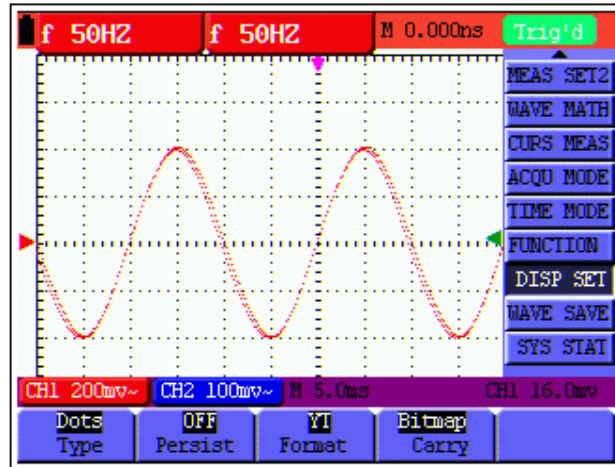 f 50HZ
f 50HZ
M 0.000ns
Trig'd
MEAS SET2
WAVE MATH
CURS MEAS
ACQU MODE
TIME MODE
FUNCTION
DISP SET
WAVE SAVE
SYS STAT
CH1 200mv~
CH2 100mv~
M 5.0ms
CH1 16.0mv
Dots
Type
OFF
Persist
YT
Format
Bitmap
Carry